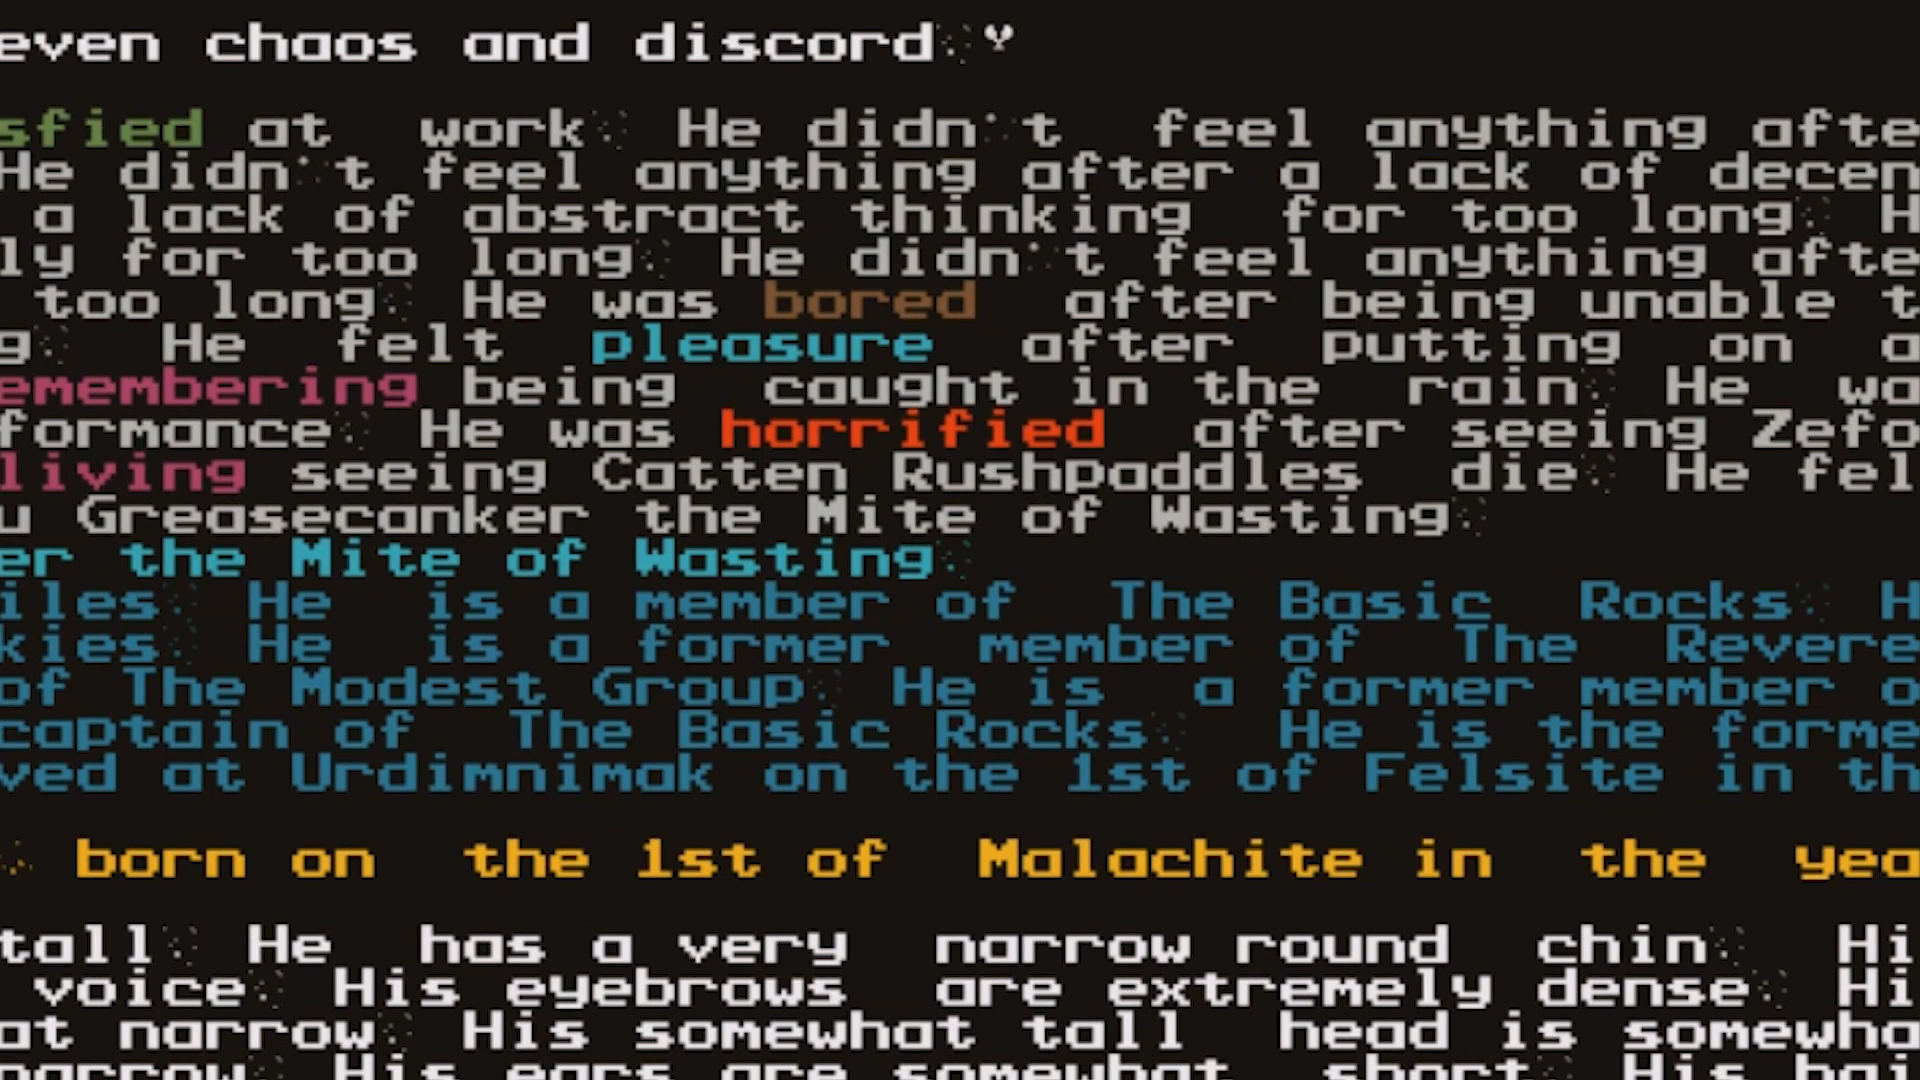 even chaos and discord."
sfied at work. He didn't feel anything afte
He didn't feel anything after a lack of decen
a lack of abstract thinking for too long. H
ly for too long. He didn't feel anything afte
too long. He was bored after being unable t
g. He felt pleasure after putting on a
emembering being caught in the rain. He wa
formance. He was horrified after seeing Zefo
living seeing Catten Rushpaddles die. He fel
u Greasecanker the Mite of Wasting.
er the Mite of Wasting.
iles. He is a member of The Basic Rocks. H
kies. He is a former member of The Revere
of The Modest Group. He is a former member o
captain of The Basic Rocks. He is the forme
ved at Urdimnimak on the 1st of Felsite in th
. born on the 1st of Malachite in the yea
tall. He has a very narrow round chin. Hi
voice. His eyebrows are extremely dense. Hi
at narrow. His somewhat tall head is somewha
narrow. His ears are somewhat short. His hai